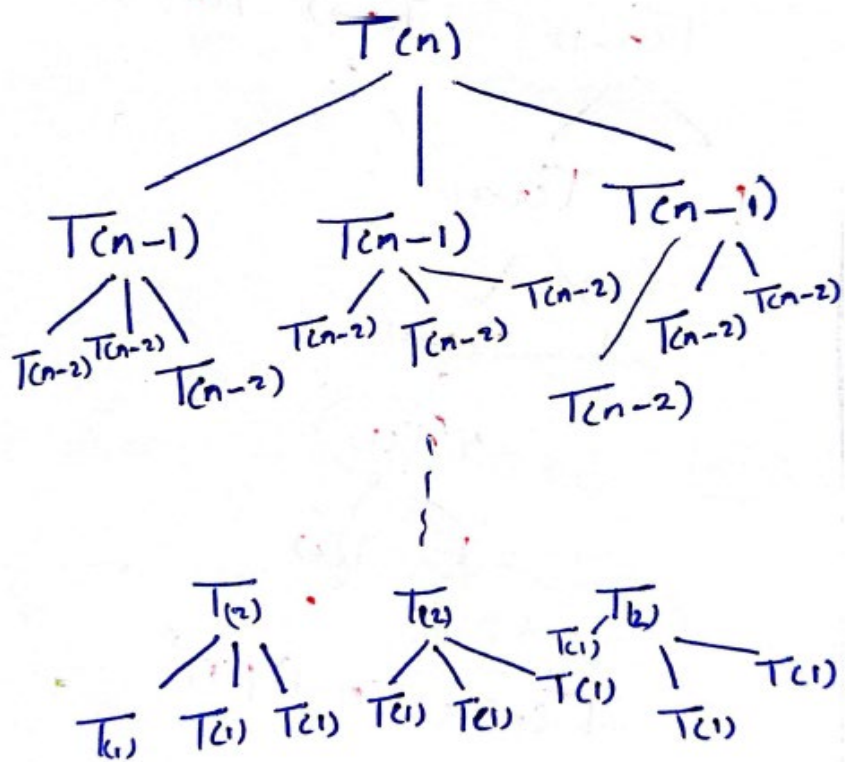 T(n)
T(n-1) T(n-1) T(n-1)
T(n-2) T(n-2) T(n-2) T(n-2) T(n-2) T(n-2) T(n-2) T(n-2) T(n-2)
T(2) T(2) T(2)
T(1) T(1) T(1) T(1) T(1) T(1) T(1) T(1) T(1)